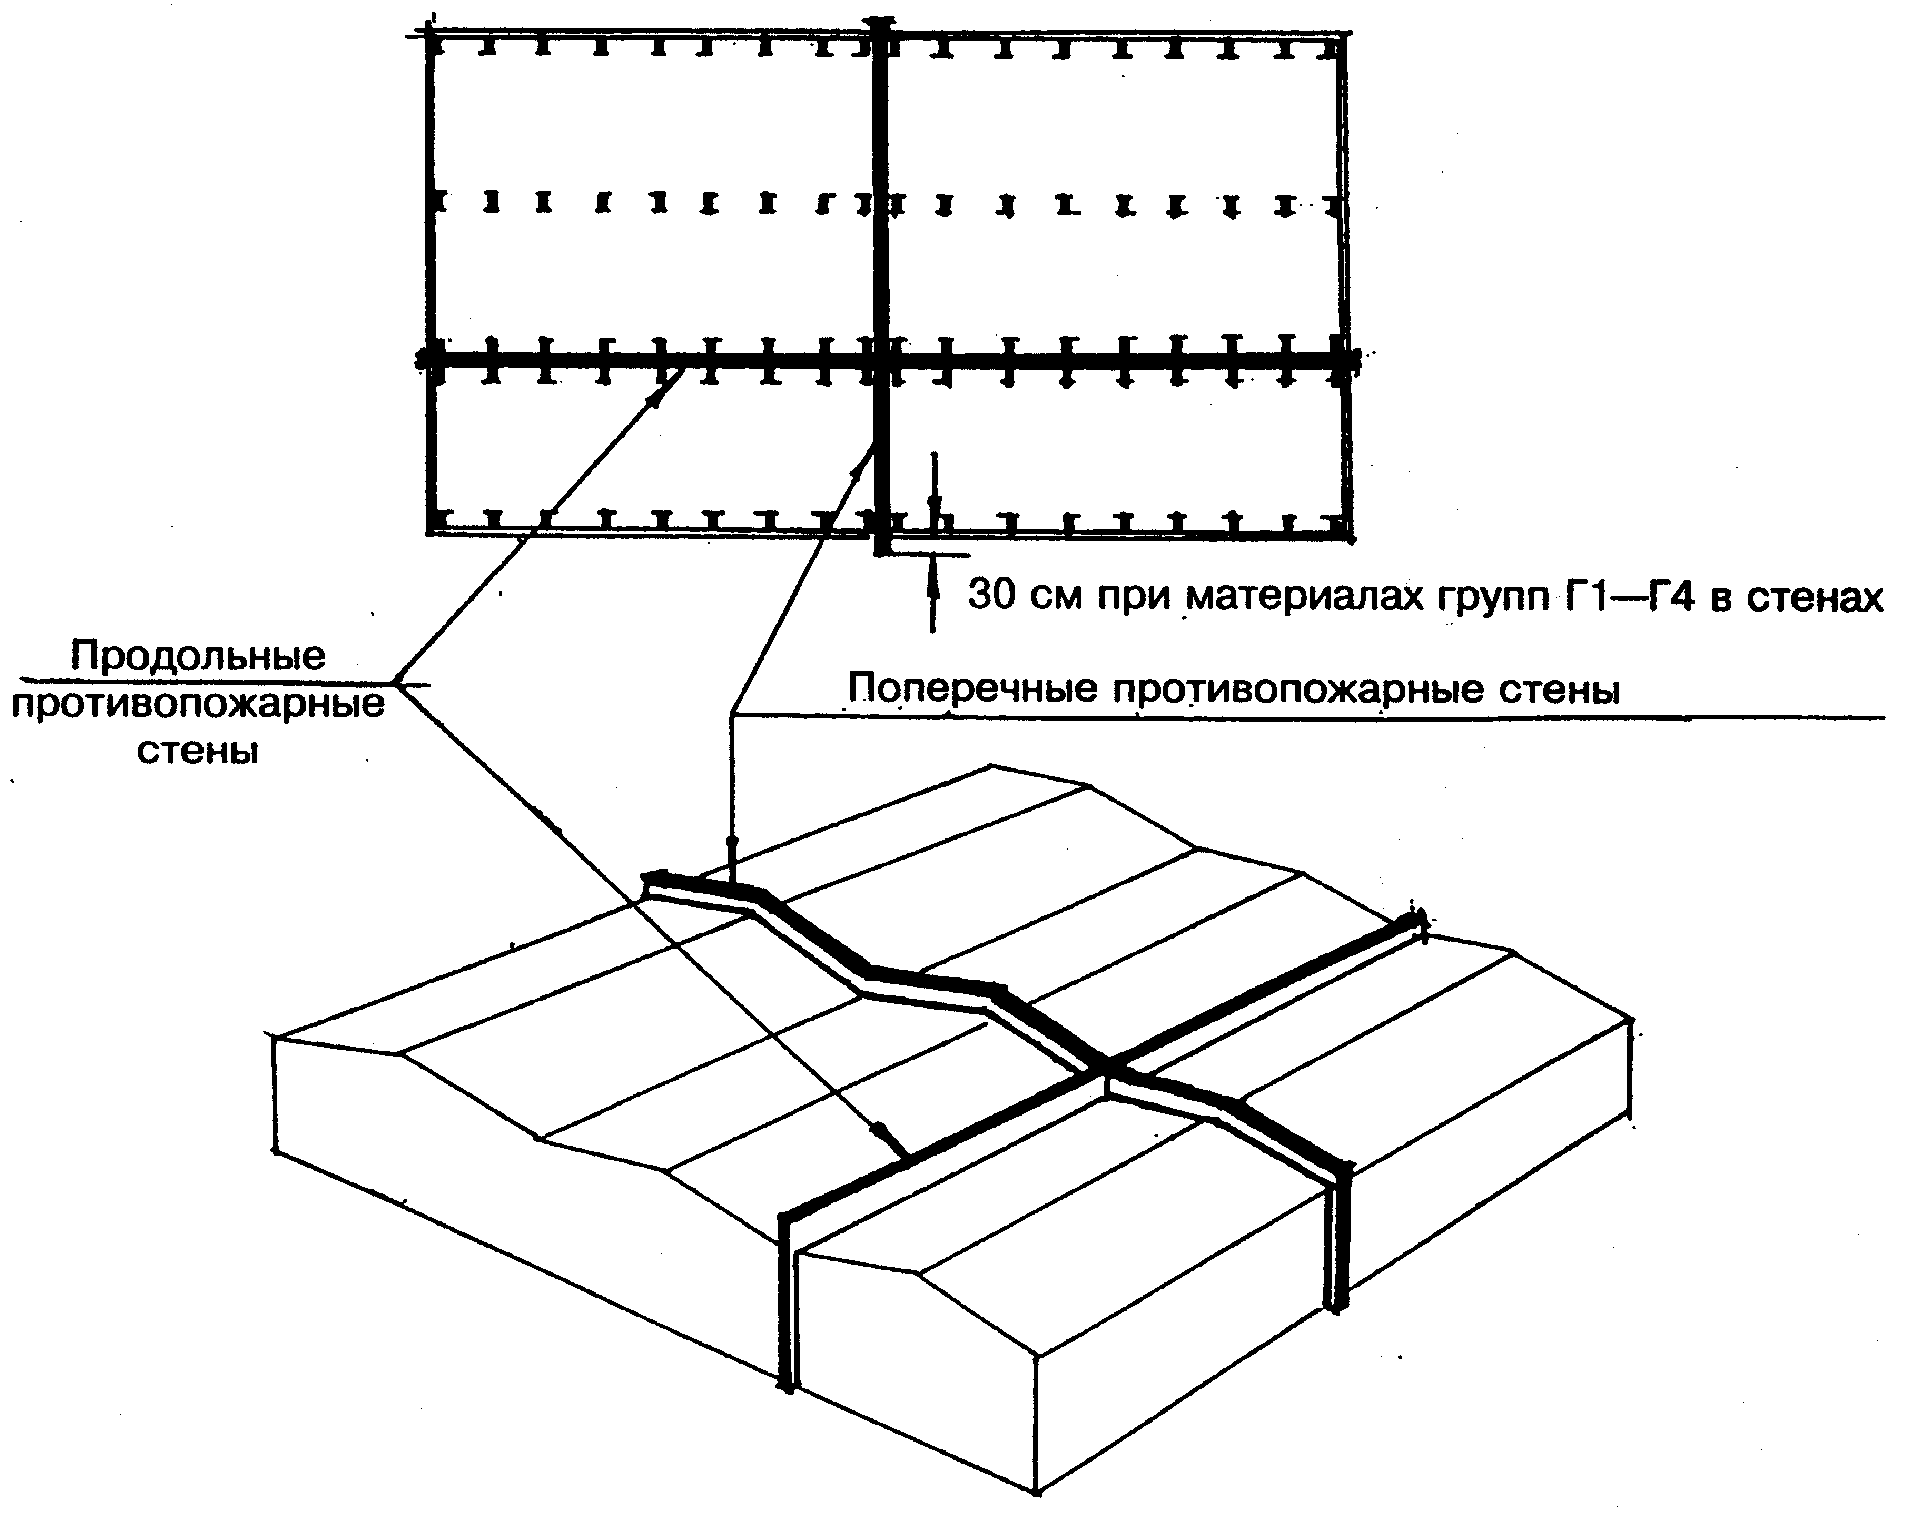 30 см при материалах групп Г1—Г4 в стенах
Продольные
противопожарные
стены
Поперечные противопожарные стены